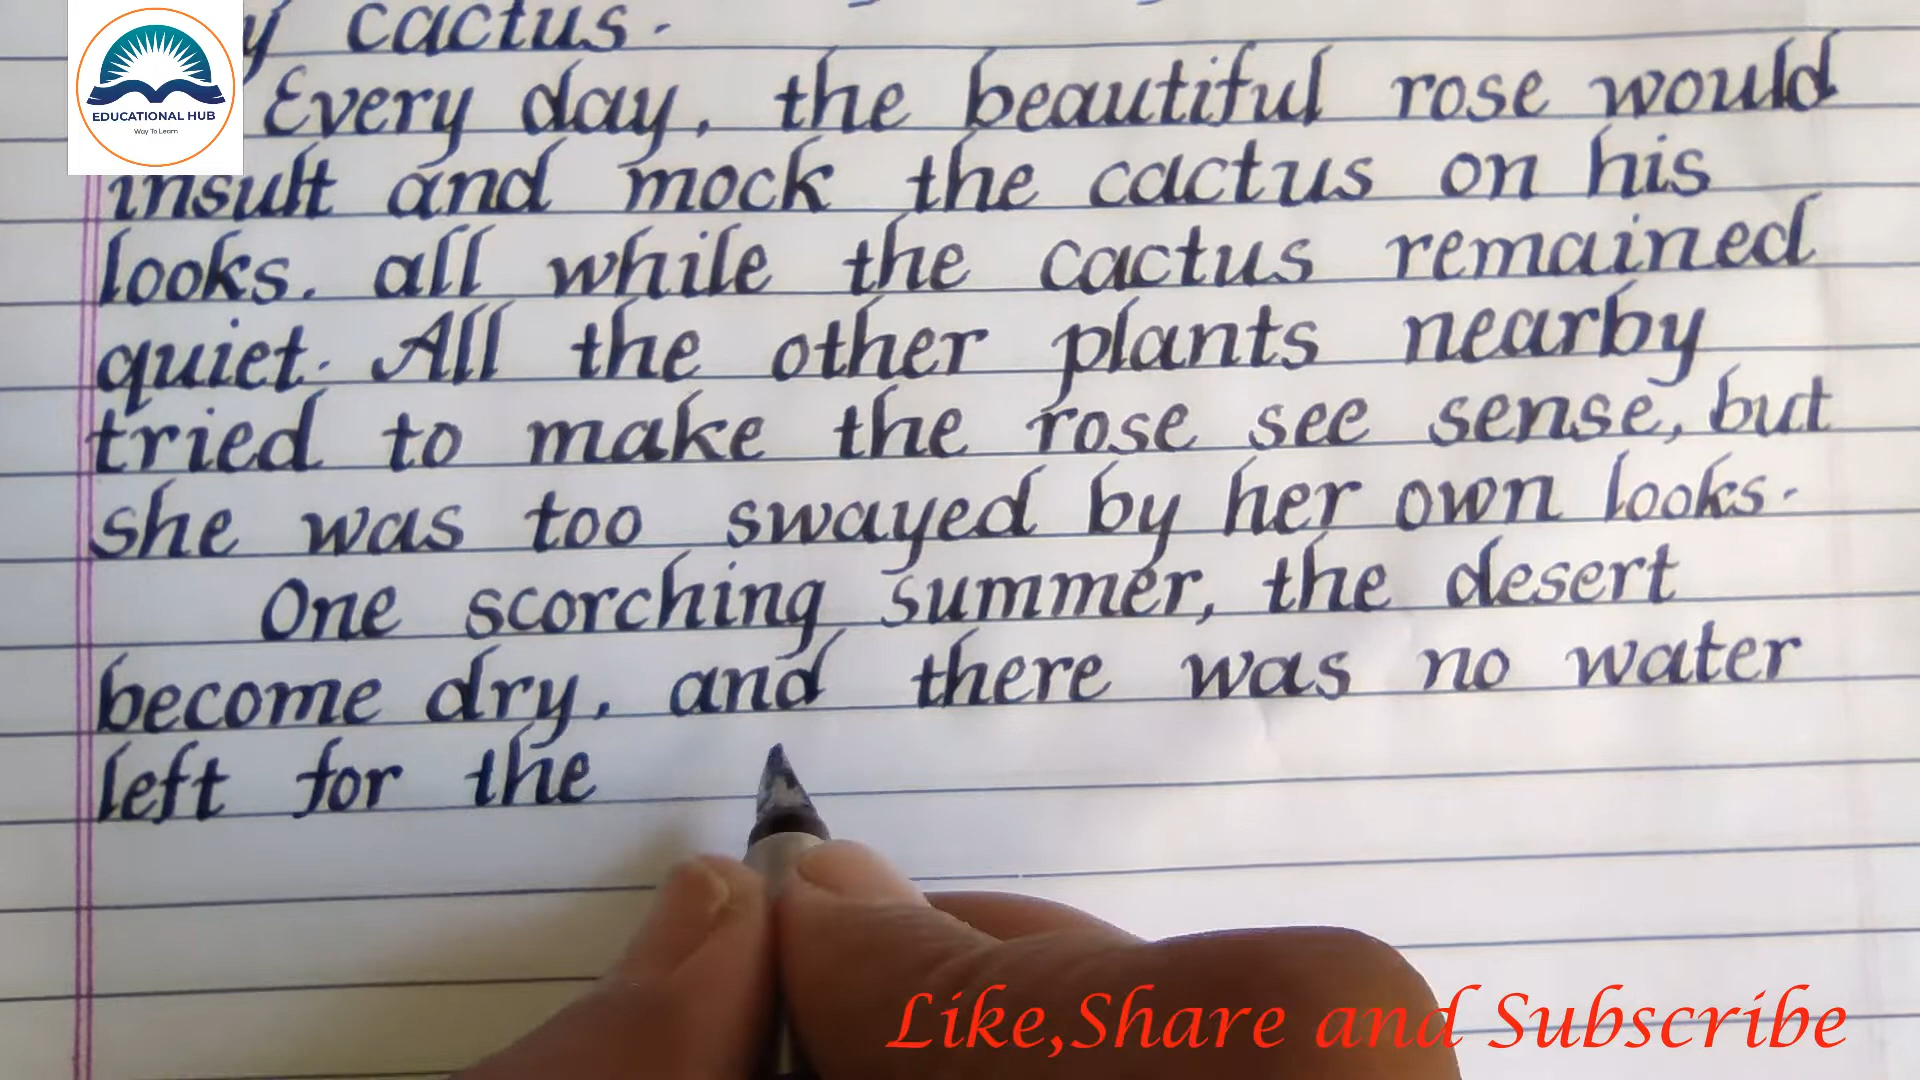 y cactus.
EDUCATIONAL HUB
Way To Learn
Every day, the beautiful rose would
insult and mock the cactus on his
looks. all while the cactus remained
quiet. All the other plants nearby
tried to make the rose see sense, but
she was too swayed by her own looks.
One scorching summer, the desert
become dry, and there was no water
left for the
Like,Share and Subscribe